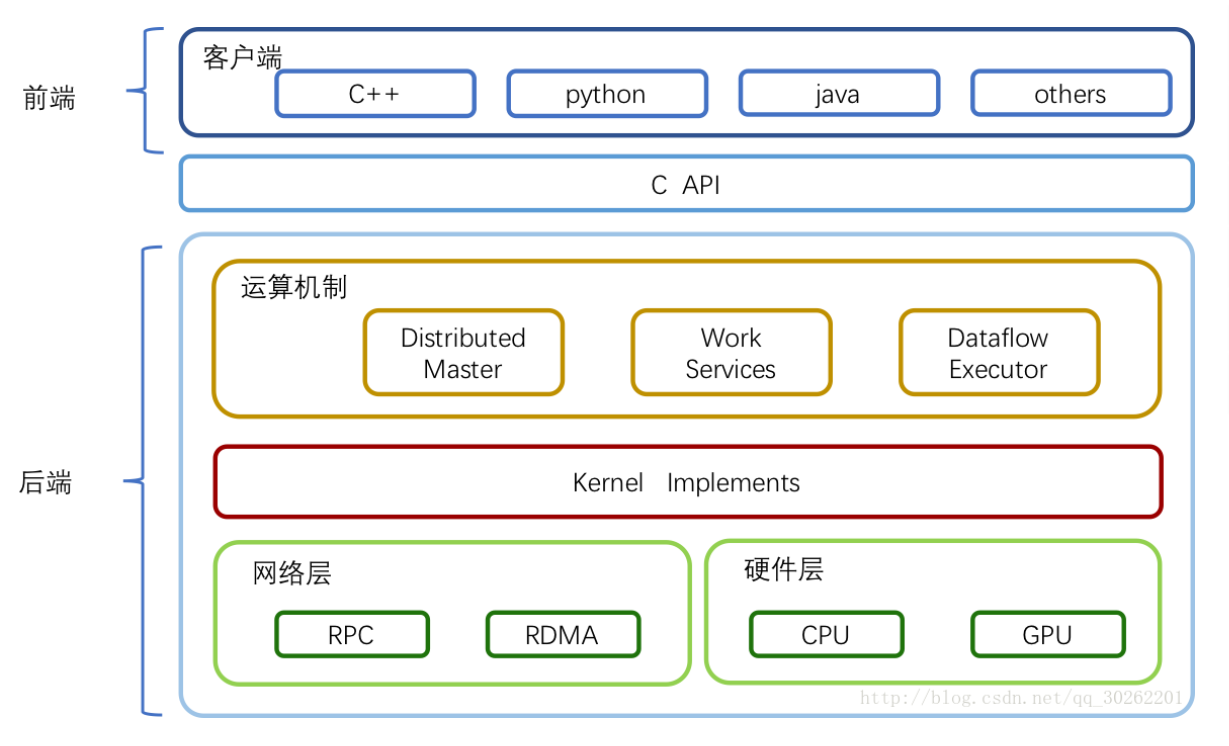 客户端
前端
C++
python
java
others
C API
运算机制
Distributed
Master
Work
Services
Dataflow
Executor
后端
Kernel Implements
网络层
RPC
RDMA
硬件层
CPU
GPU
http://blog.csdn.net/qq_30262201